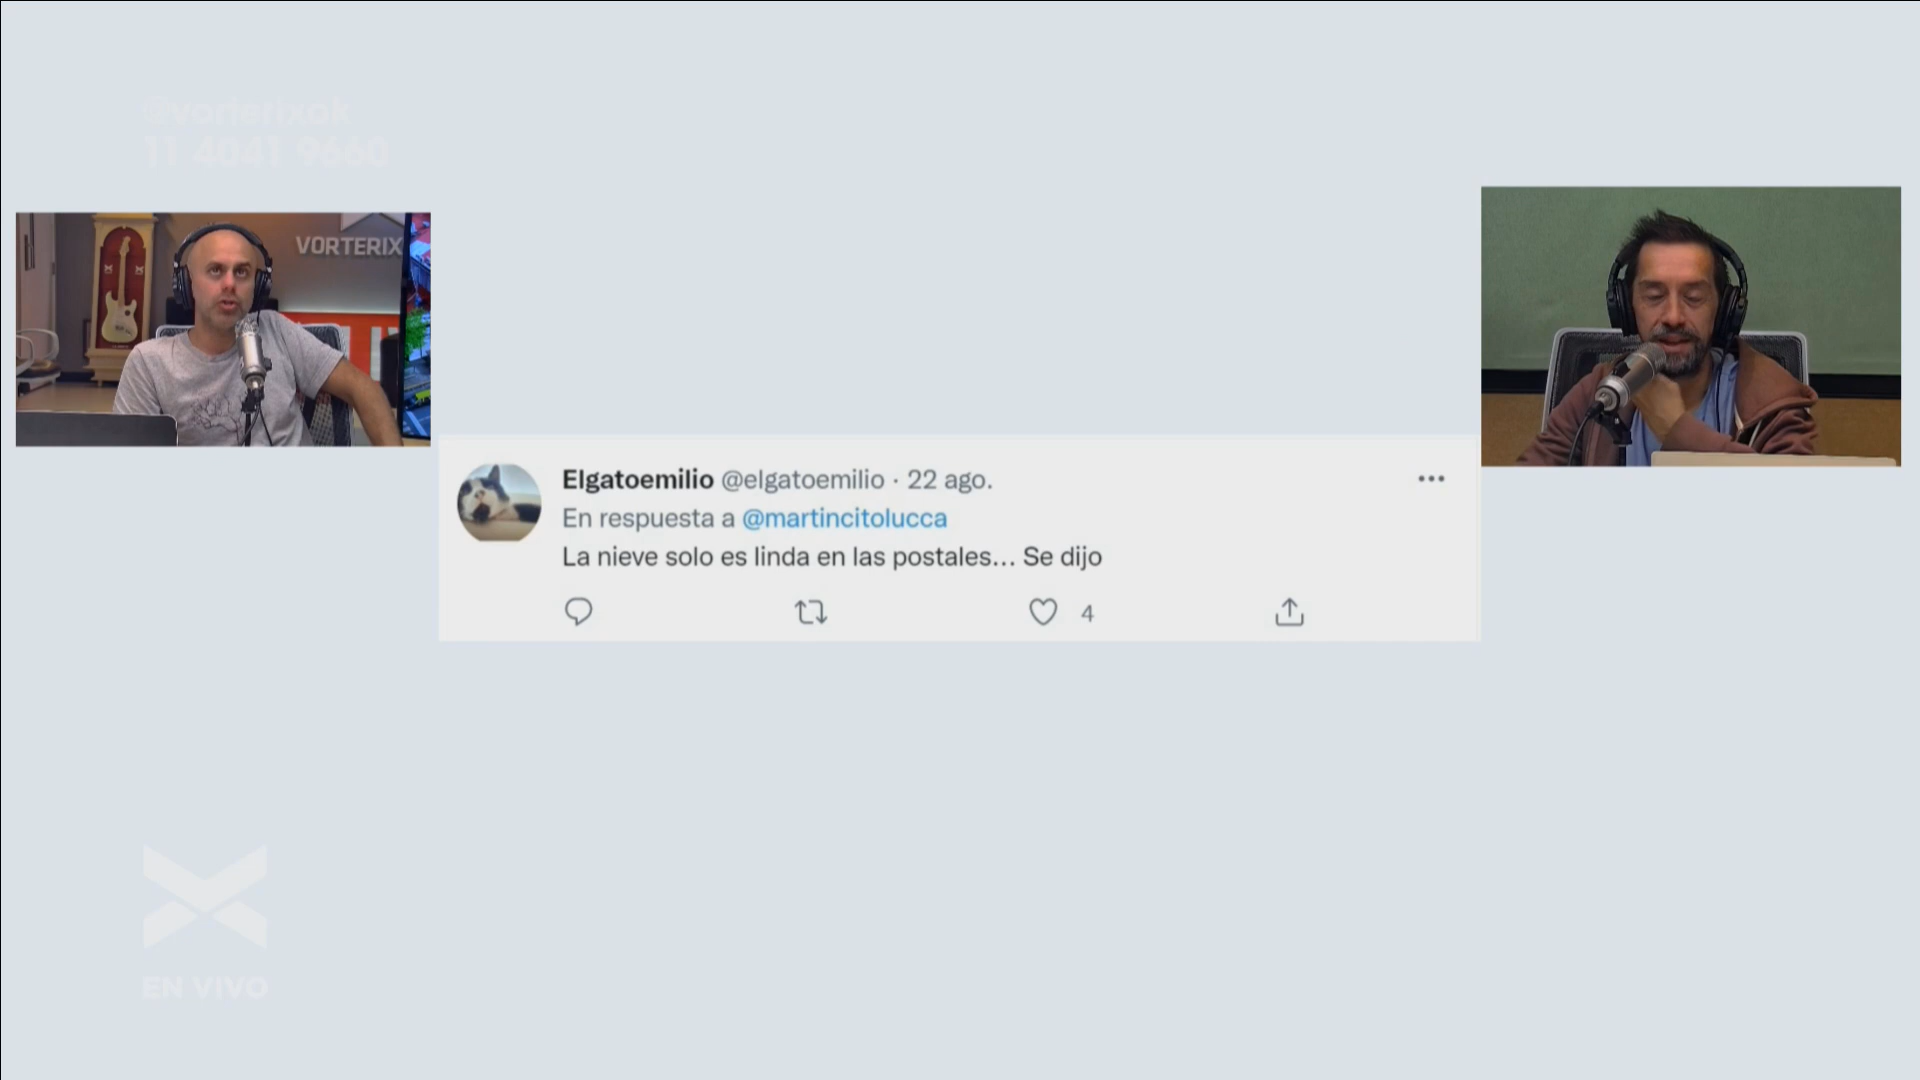 @vorterixok
11 4041 9660
VORTERIX
Elgatoemilio @elgatoemilio · 22 ago.
En respuesta a @martincitolucca
La nieve solo es linda en las postales... Se dijo
4
EN VIVO